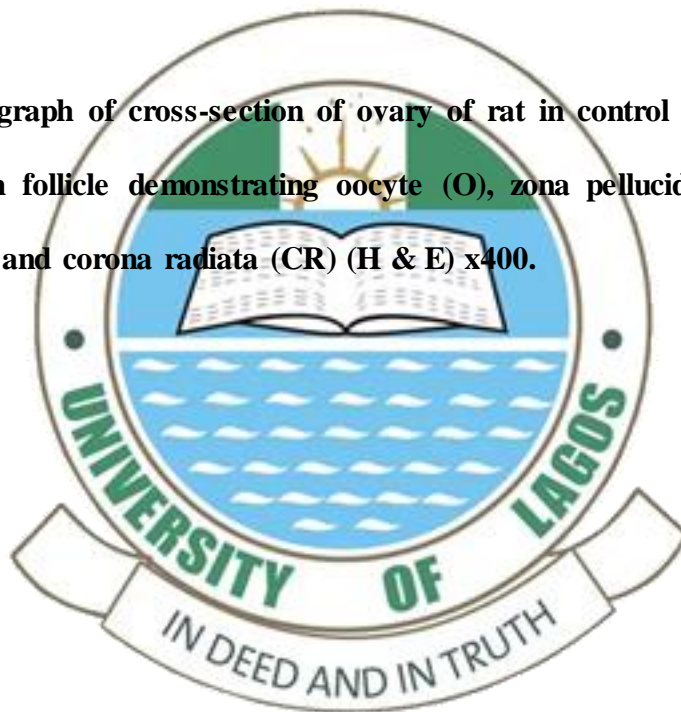 graph of cross-section of ovary of rat in control
follicle demonstrating oocyte (O), zona pellucid
and corona radiata (CR) (H & E) x400.
UNIVERSITY OF LAGOS
IN DEED AND IN TRUTH